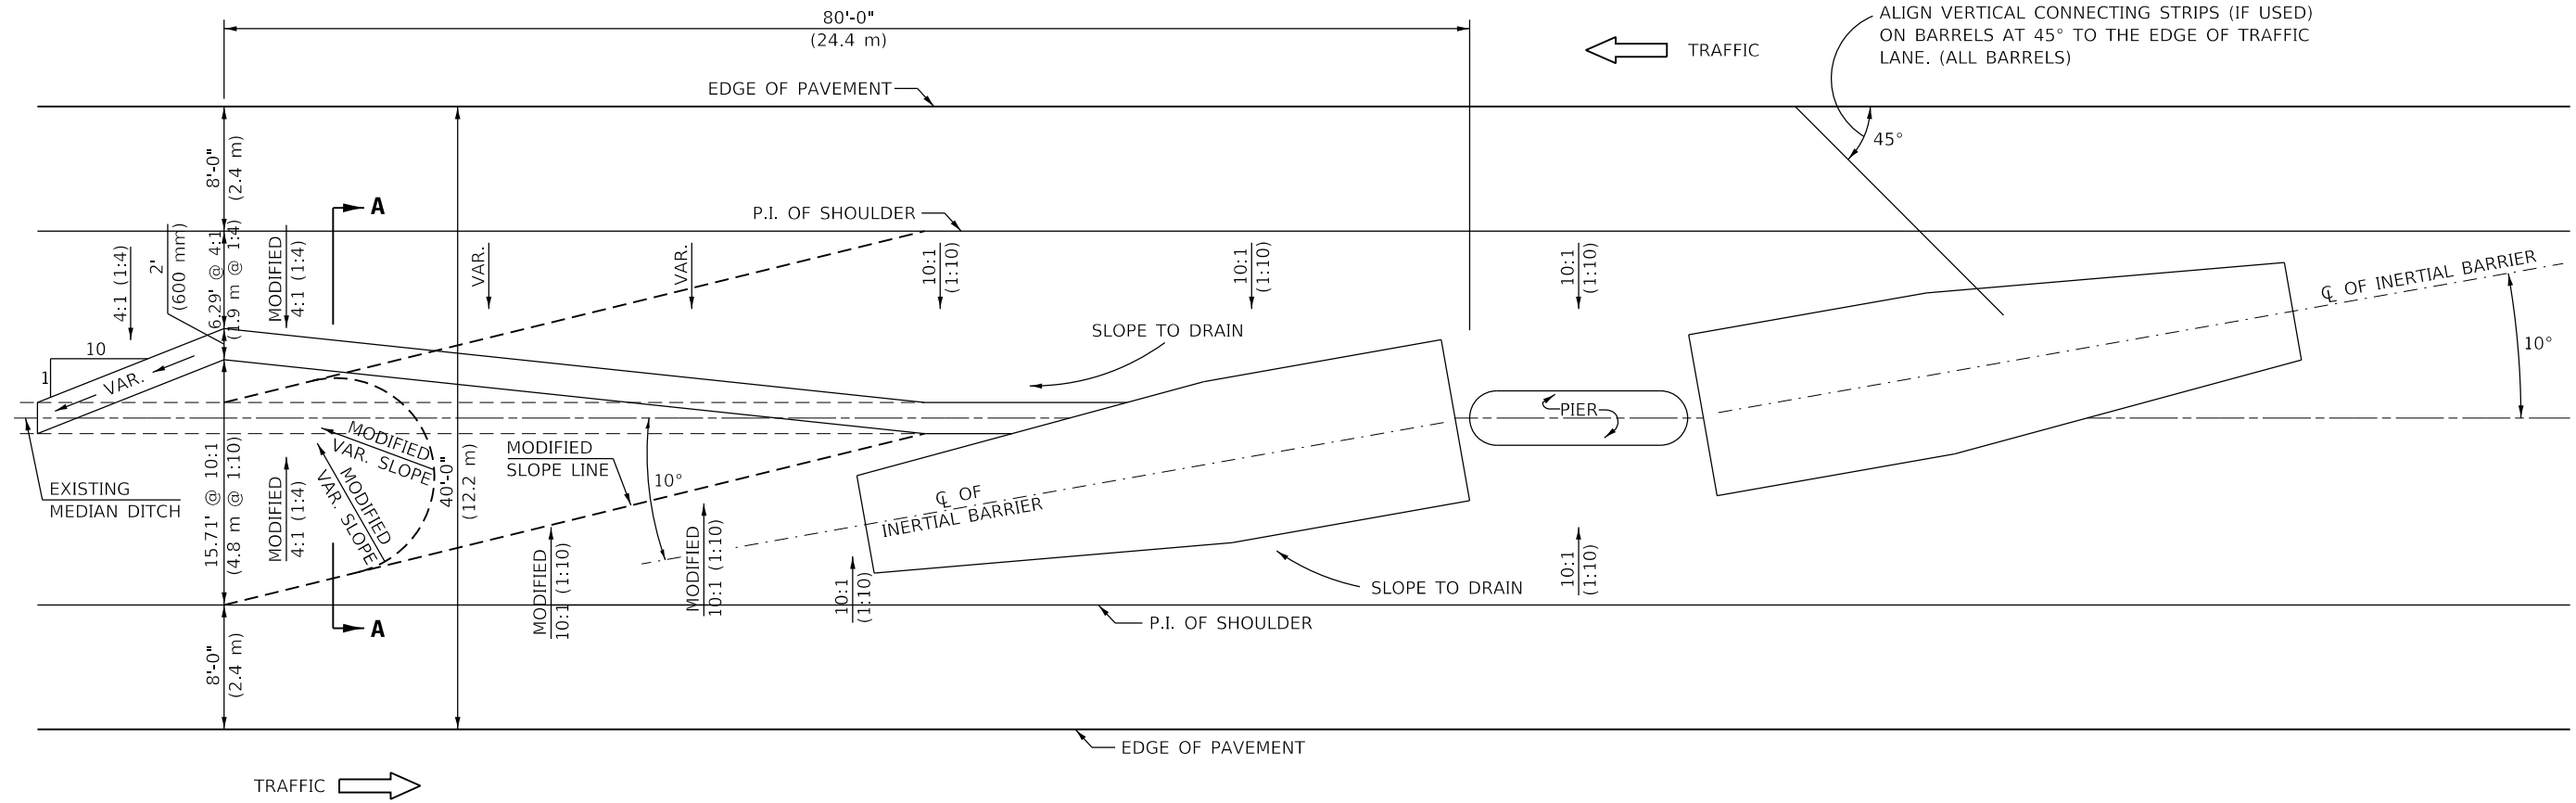 80'-0"
(24.4 m)
TRAFFIC
ALIGN VERTICAL CONNECTING STRIPS (IF USED)
ON BARRELS AT 45° TO THE EDGE OF TRAFFIC
LANE. (ALL BARRELS)
EDGE OF PAVEMENT
45°
8'-0"
(2.4 m)
A
P.I. OF SHOULDER
4:1 (1:4)
2'
(600 mm)
6.29' @ 4:1
(1.9 m @ 1:4)
MODIFIED
4:1 (1:4)
VAR.
VAR.
10:1
(1:10)
10:1
(1:10)
10:1
(1:10)
℄ OF INERTIAL BARRIER
10°
SLOPE TO DRAIN
10
1
VAR.
PIER
MODIFIED
VAR. SLOPE
MODIFIED
VAR. SLOPE
MODIFIED
SLOPE LINE
10°
EXISTING
MEDIAN DITCH
15.71' @ 10:1
(4.8 m @ 1:10)
MODIFIED
4:1 (1:4)
40'-0"
(12.2 m)
℄ OF
INERTIAL BARRIER
MODIFIED
10:1 (1:10)
MODIFIED
10:1 (1:10)
10:1
(1:10)
10:1
(1:10)
SLOPE TO DRAIN
A
P.I. OF SHOULDER
8'-0"
(2.4 m)
EDGE OF PAVEMENT
TRAFFIC